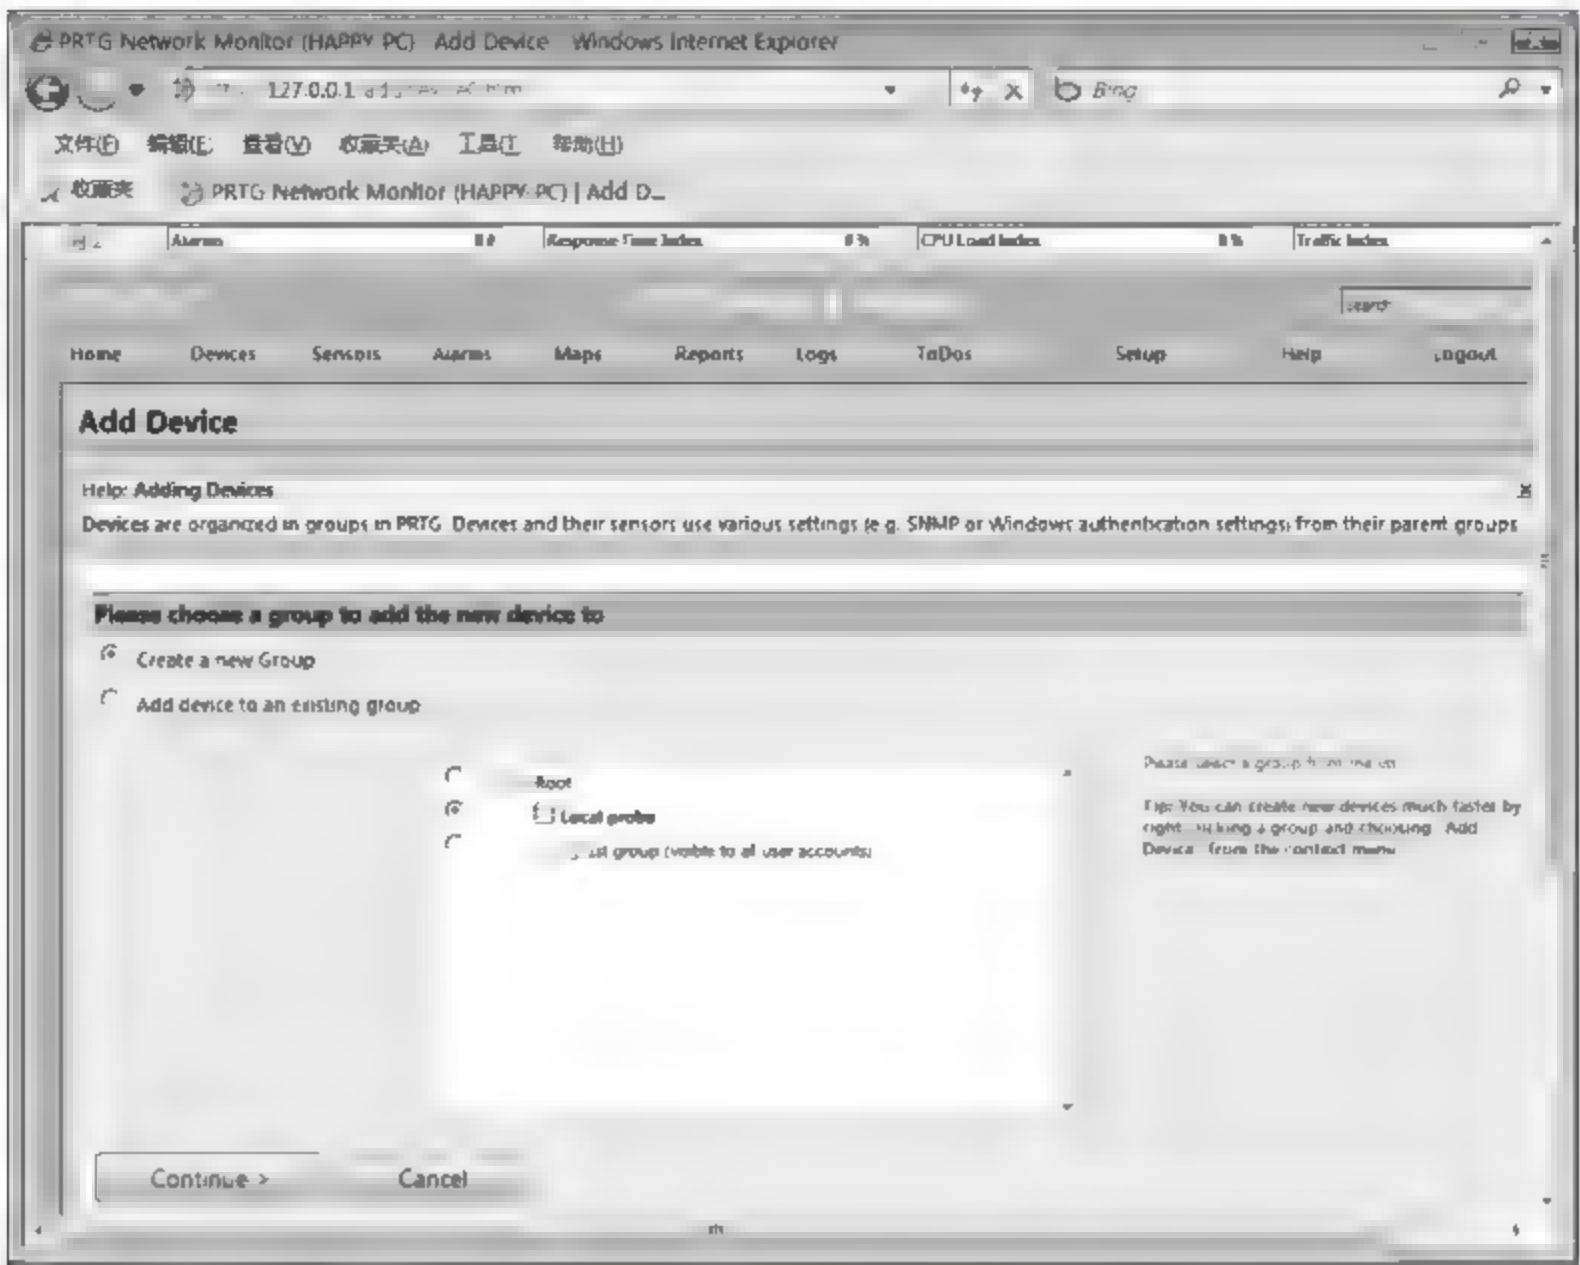 PRTG Network Monitor (HAPPY-PC) Add Device Windows Internet Explorer
127.0.0.1
Bing
文件(F) 编辑(E) 查看(V) 收藏夹(A) 工具(T) 帮助(H)
收藏夹 PRTG Network Monitor (HAPPY-PC) | Add D...
Alarms Response Time Index 0 % CPU Load Index 0 % Traffic Index
Search
Home Devices Sensors Alarms Maps Reports Logs ToDos Setup Help Logout
Add Device
Help: Adding Devices
Devices are organized in groups in PRTG. Devices and their sensors use various settings (e.g. SNMP or Windows authentication settings) from their parent groups
Please choose a group to add the new device to
Create a new Group
Add device to an existing group
Root
Local probe
group (visible to all user accounts)
Please select a group from the
Tip: You can create new devices much faster by
right clicking a group and choosing Add
Device from the context menu
Continue > Cancel